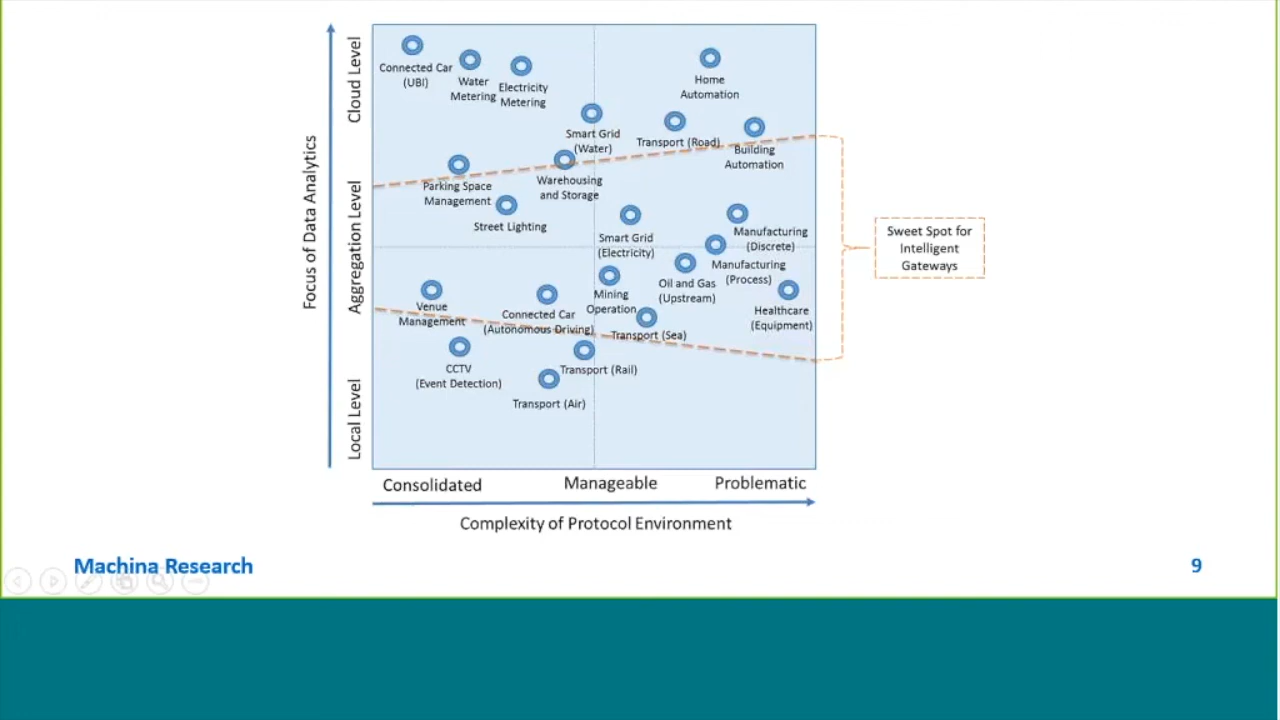 Cloud Level
Aggregation Level
Local Level
Focus of Data Analytics
Connected Car
(UBI)
Water
Metering
Electricity
Metering
Home
Automation
Smart Grid
(Water)
Transport (Road)
Building
Automation
Parking Space
Management
Warehousing
and Storage
Street Lighting
Smart Grid
(Electricity)
Manufacturing
(Discrete)
Manufacturing
(Process)
Oil and Gas
(Upstream)
Mining
Operation
Healthcare
(Equipment)
Venue
Management
Connected Car
(Autonomous Driving)
Transport (Sea)
CCTV
(Event Detection)
Transport (Rail)
Transport (Air)
Sweet Spot for
Intelligent
Gateways
Consolidated
Manageable
Problematic
Complexity of Protocol Environment
Machina Research
9